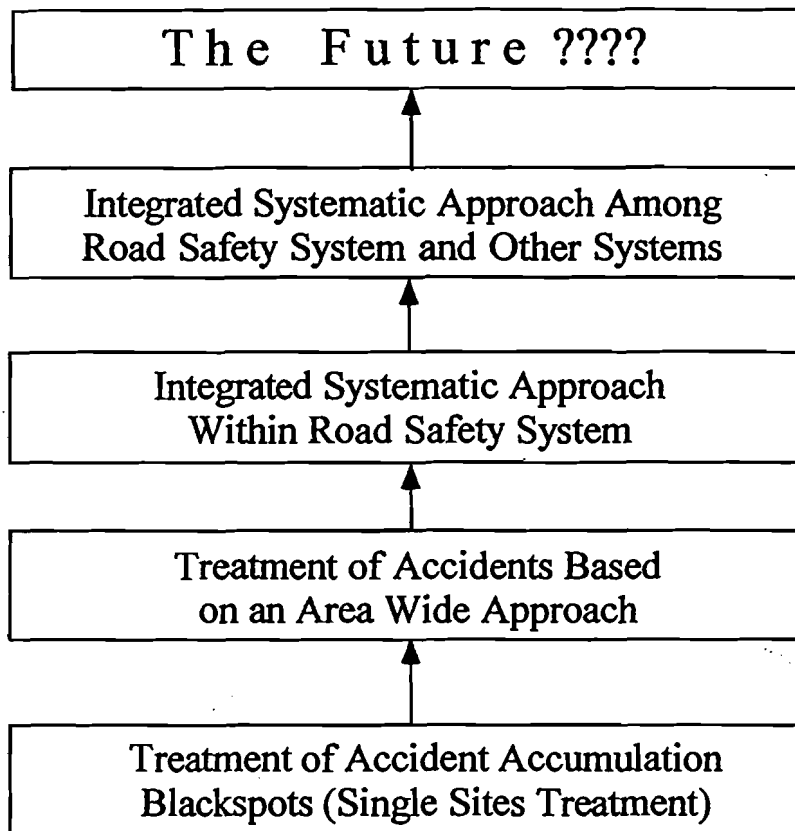 The Future ????
Integrated Systematic Approach Among
Road Safety System and Other Systems
Integrated Systematic Approach
Within Road Safety System
Treatment of Accidents Based
on an Area Wide Approach
Treatment of Accident Accumulation
Blackspots (Single Sites Treatment)